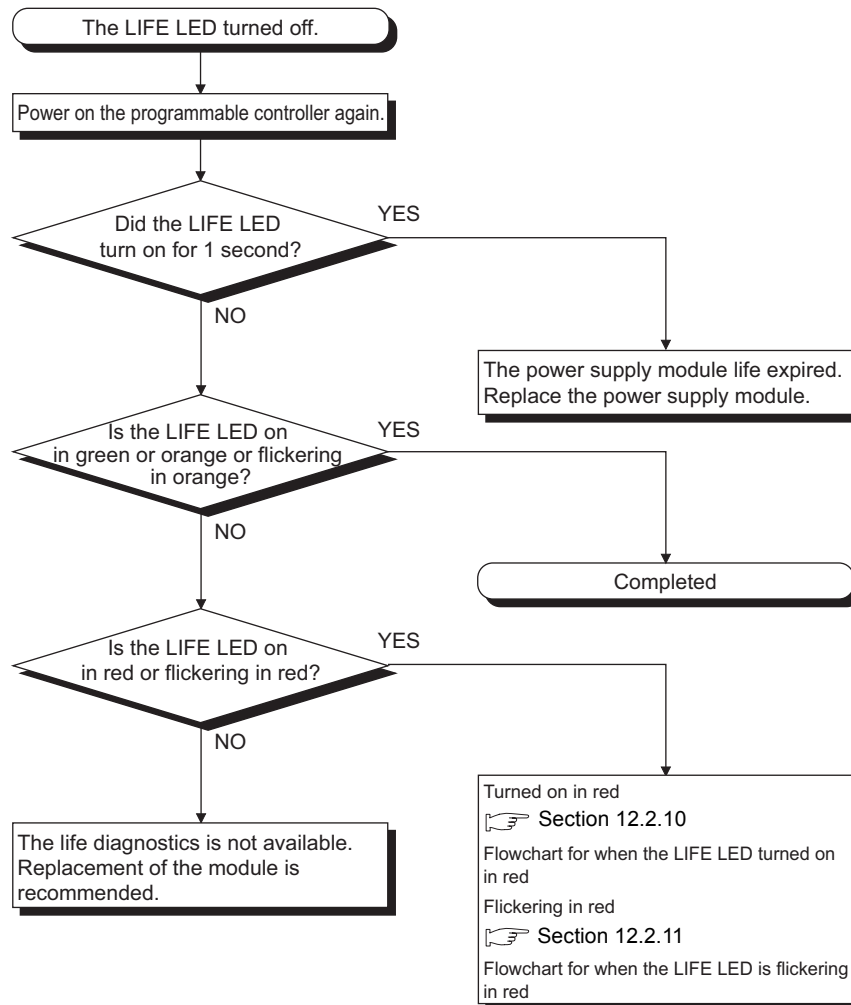 The LIFE LED turned off.
Power on the programmable controller again.
Did the LIFE LED
turn on for 1 second?
YES
NO
The power supply module life expired.
Replace the power supply module.
Is the LIFE LED on
in green or orange or flickering
in orange?
YES
NO
Completed
Is the LIFE LED on
in red or flickering in red?
YES
NO
The life diagnostics is not available.
Replacement of the module is
recommended.
Turned on in red
Section 12.2.10
Flowchart for when the LIFE LED turned on
in red
Flickering in red
Section 12.2.11
Flowchart for when the LIFE LED is flickering
in red